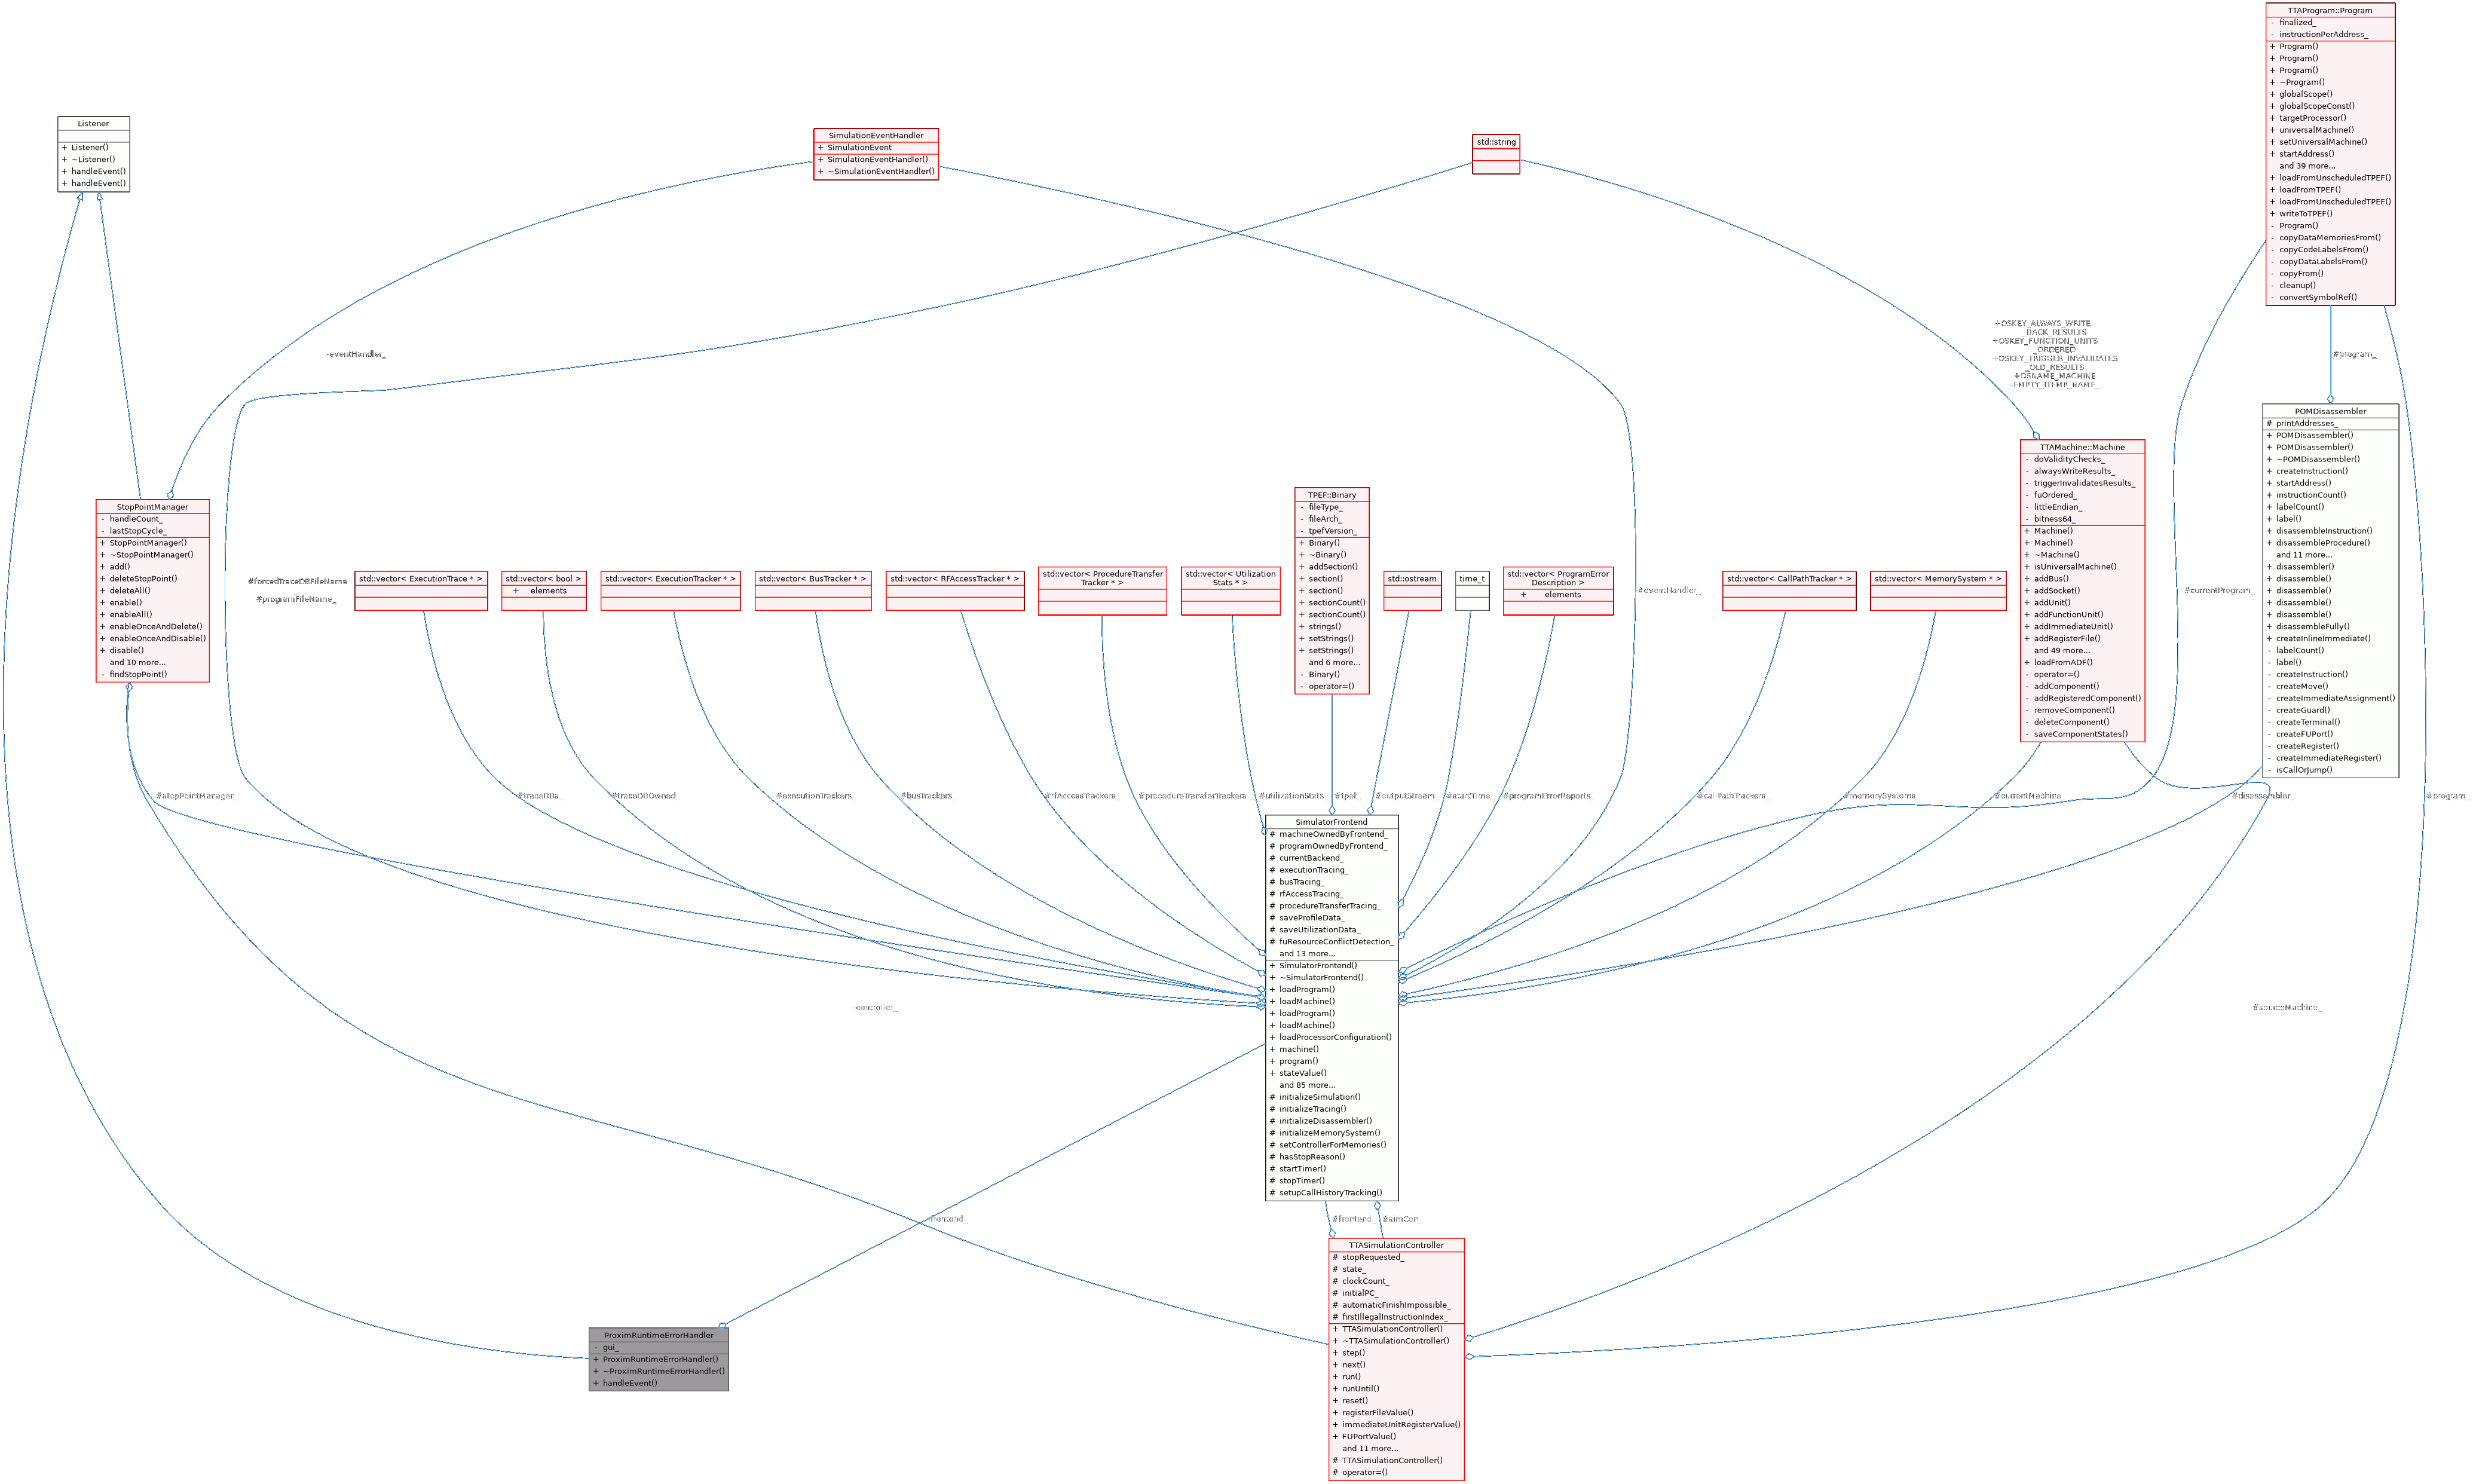 TTAProgram::Program
- finalized_
- instructionPerAddress_
+ Program()
+ Program()
+ Program()
+ ~Program()
+ globalScope()
+ globalScopeConst()
+ targetProcessor()
+ universalMachine()
+ setUniversalMachine()
+ startAddress()
and 39 more...
+ loadFromUnscheduledTPEF()
+ loadFromTPEF()
+ loadFromUnscheduledTPEF()
+ writeToTPEF()
- Program()
- copyDataMemoriesFrom()
- copyCodeLabelsFrom()
- copyDataLabelsFrom()
- copyFrom()
- cleanup()
- convertSymbolRef()
Listener
+ Listener()
+ ~Listener()
+ handleEvent()
+ handleEvent()
SimulationEventHandler
+ SimulationEvent
+ SimulationEventHandler()
+ ~SimulationEventHandler()
std::string
-eventHandler_
+OSKEY_ALWAYS_WRITE
_BACK_RESULTS
+OSKEY_FUNCTION_UNITS
_ORDERED
+OSKEY_TRIGGER_INVALIDATES
_OLD_RESULTS
+OSNAME_MACHINE
-EMPTY_ITEMP_NAME_
#program_
POMDisassembler
# printAddresses_
+ POMDisassembler()
+ POMDisassembler()
+ ~POMDisassembler()
+ createInstruction()
+ startAddress()
+ instructionCount()
+ labelCount()
+ label()
+ disassembleInstruction()
+ disassembleProcedure()
and 11 more...
+ disassembler()
+ disassemble()
+ disassemble()
+ disassemble()
+ disassemble()
+ disassembleFully()
+ createInlineImmediate()
- labelCount()
- label()
- createInstruction()
- createMove()
- createImmediateAssignment()
- createGuard()
- createTerminal()
- createFUPort()
- createRegister()
- createImmediateRegister()
- isCallOrJump()
TTAMachine::Machine
- doValidityChecks_
- alwaysWriteResults_
- triggerInvalidatesResults_
- fuOrdered_
- littleEndian_
- bitness64_
+ Machine()
+ Machine()
+ ~Machine()
+ isUniversalMachine()
+ addBus()
+ addSocket()
+ addUnit()
+ addFunctionUnit()
+ addImmediateUnit()
+ addRegisterFile()
and 49 more...
+ loadFromADF()
- operator=()
- addComponent()
- addRegisteredComponent()
- removeComponent()
- deleteComponent()
- saveComponentStates()
StopPointManager
- handleCount_
- lastStopCycle_
+ StopPointManager()
+ ~StopPointManager()
+ add()
+ deleteStopPoint()
+ deleteAll()
+ enable()
+ enableAll()
+ enableOnceAndDelete()
+ enableOnceAndDisable()
+ disable()
and 10 more...
- findStopPoint()
#forcedTraceDBFileName
#programFileName_
std::vector< ExecutionTrace * >
std::vector< bool >
+ elements
std::vector< ExecutionTracker * >
std::vector< BusTracker * >
std::vector< RFAccessTracker * >
std::vector< ProcedureTransfer
Tracker * >
std::vector< Utilization
Stats * >
TPEF::Binary
- fileType_
- fileArch_
- tpefVersion_
+ Binary()
+ ~Binary()
+ addSection()
+ section()
+ section()
+ sectionCount()
+ sectionCount()
+ strings()
+ setStrings()
+ setStrings()
and 6 more...
- Binary()
- operator=()
std::ostream
time_t
std::vector< ProgramError
Description >
+ elements
#eventHandler_
std::vector< CallPathTracker * >
std::vector< MemorySystem * >
#currentProgram_
#stopPointManager_
#traceDBs_
#traceDBOwned_
#executionTrackers_
#busTrackers_
#rfAccessTrackers_
#procedureTransferTrackers_
#utilizationStats_
#tpef_
#outputStream_
#startTime_
#programErrorReports_
#callPathTrackers_
#memorySystems_
#currentMachine_
#disassembler_
#program_
SimulatorFrontend
# machineOwnedByFrontend_
# programOwnedByFrontend_
# currentBackend_
# executionTracing_
# busTracing_
# rfAccessTracing_
# procedureTransferTracing_
# saveProfileData_
# saveUtilizationData_
# fuResourceConflictDetection_
and 13 more...
+ SimulatorFrontend()
+ ~SimulatorFrontend()
+ loadProgram()
+ loadMachine()
+ loadProgram()
+ loadMachine()
+ loadProcessorConfiguration()
+ machine()
+ program()
+ stateValue()
and 85 more...
# initializeSimulation()
# initializeTracing()
# initializeDisassembler()
# initializeMemorySystem()
# setControllerForMemories()
# hasStopReason()
# startTimer()
# stopTimer()
# setupCallHistoryTracking()
-controller_
#sourceMachine_
-frontend_
#frontend_
#simCon_
ProximRuntimeErrorHandler
- gui_
+ ProximRuntimeErrorHandler()
+ ~ProximRuntimeErrorHandler()
+ handleEvent()
TTASimulationController
# stopRequested_
# state_
# clockCount_
# initialPC_
# automaticFinishImpossible_
# firstIllegalInstructionIndex_
+ TTASimulationController()
+ ~TTASimulationController()
+ step()
+ next()
+ run()
+ runUntil()
+ reset()
+ registerFileValue()
+ immediateUnitRegisterValue()
+ FUPortValue()
and 11 more...
# TTASimulationController()
# operator=()